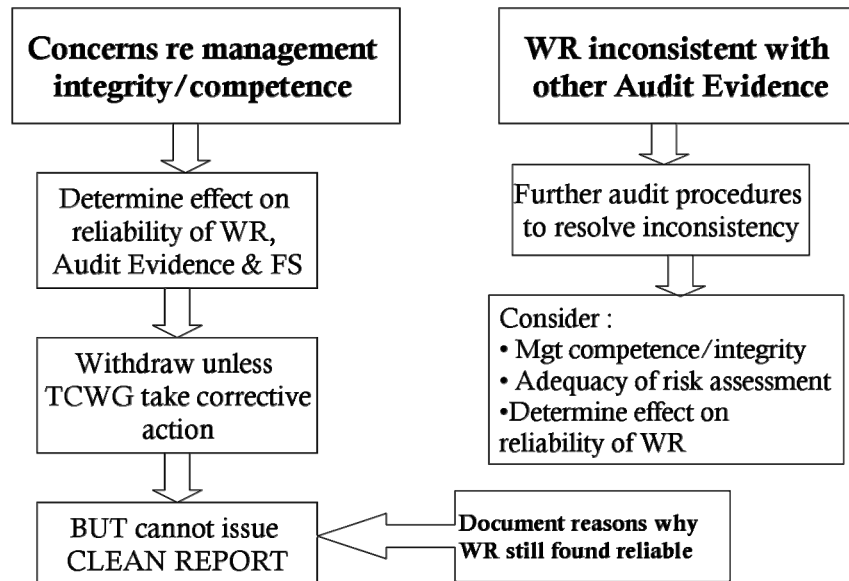 Concerns re management
integrity/competence
Determine effect on
reliability of WR,
Audit Evidence & FS
Withdraw unless
TCWG take corrective
action
BUT cannot issue
CLEAN REPORT
WR inconsistent with
other Audit Evidence
Further audit procedures
to resolve inconsistency
Consider :
• Mgt competence/integrity
• Adequacy of risk assessment
•Determine effect on
reliability of WR
Document reasons why
WR still found reliable